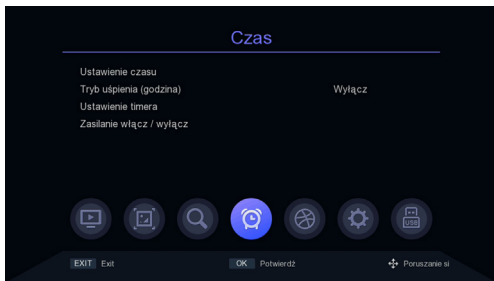 Czas
Ustawienie czasu
Tryb uśpienia (godzina) Wyłącz
Ustawienie timera
Zasilanie włącz / wyłącz
USB
EXIT Exit OK Potwierdź Poruszanie si